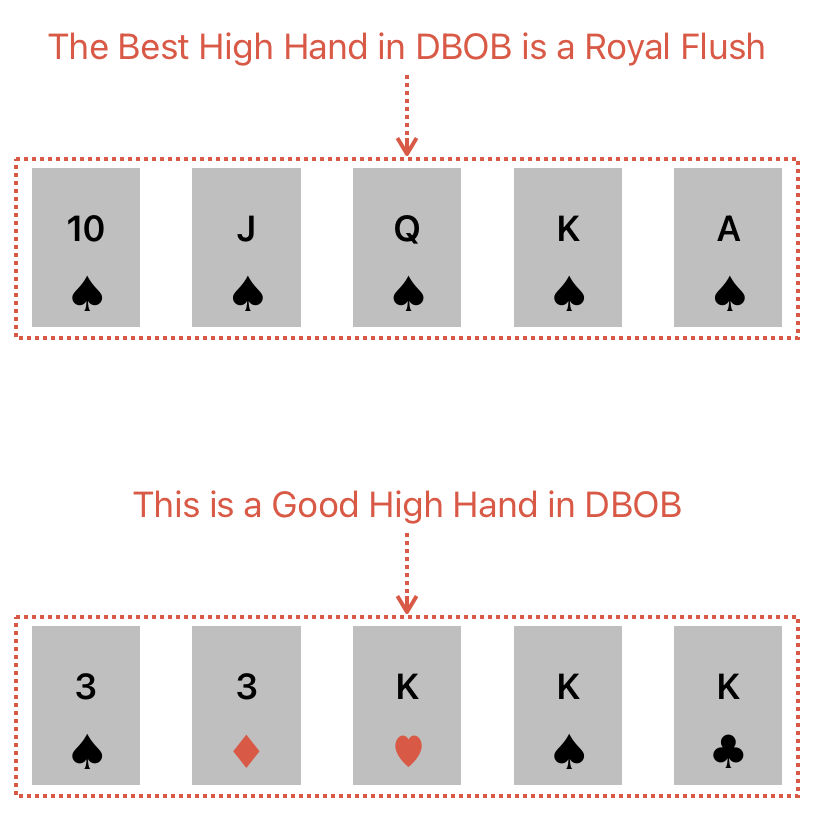 The Best High Hand in DBOB is a Royal Flush
10 J Q K A
♠ ♠ ♠ ♠ ♠
This is a Good High Hand in DBOB
3 3 K K K
♠ ♦ ♥ ♠ ♣